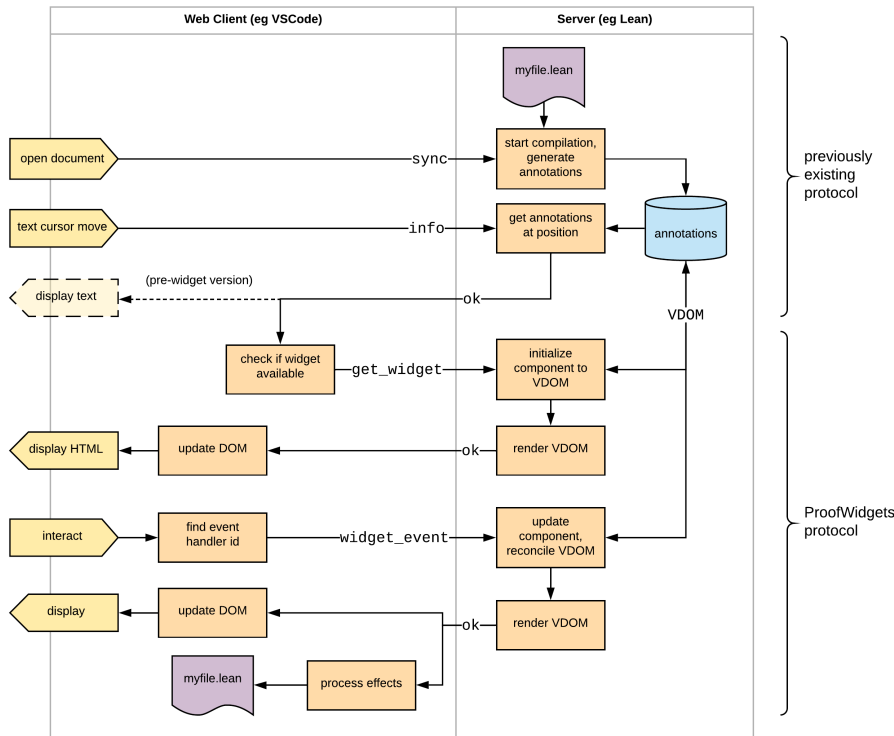 Web Client (eg VSCode)
Server (eg Lean)
myfile.lean
open document
sync
start compilation,
generate
annotations
previously
existing
protocol
text cursor move
info
get annotations
at position
annotations
display text
(pre-widget version)
ok
VDOM
check if widget
available
get_widget
initialize
component to
VDOM
display HTML
update DOM
ok
render VDOM
interact
find event
handler id
widget_event
update
component,
reconcile VDOM
ProofWidgets
protocol
display
update DOM
ok
render VDOM
myfile.lean
process effects